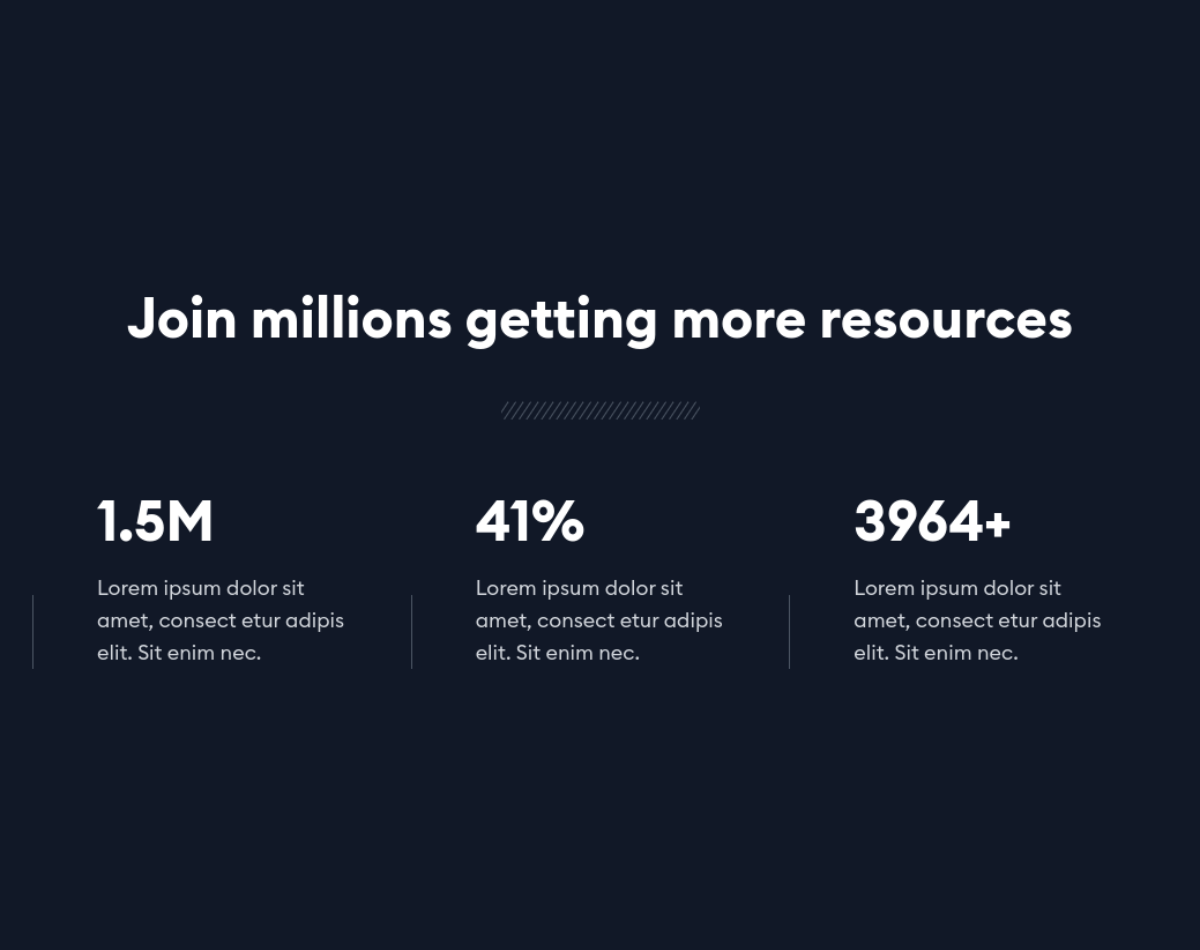 Join millions getting more resources
1.5M
Lorem ipsum dolor sit
amet, consect etur adipis
elit. Sit enim nec.
41%
Lorem ipsum dolor sit
amet, consect etur adipis
elit. Sit enim nec.
3964+
Lorem ipsum dolor sit
amet, consect etur adipis
elit. Sit enim nec.